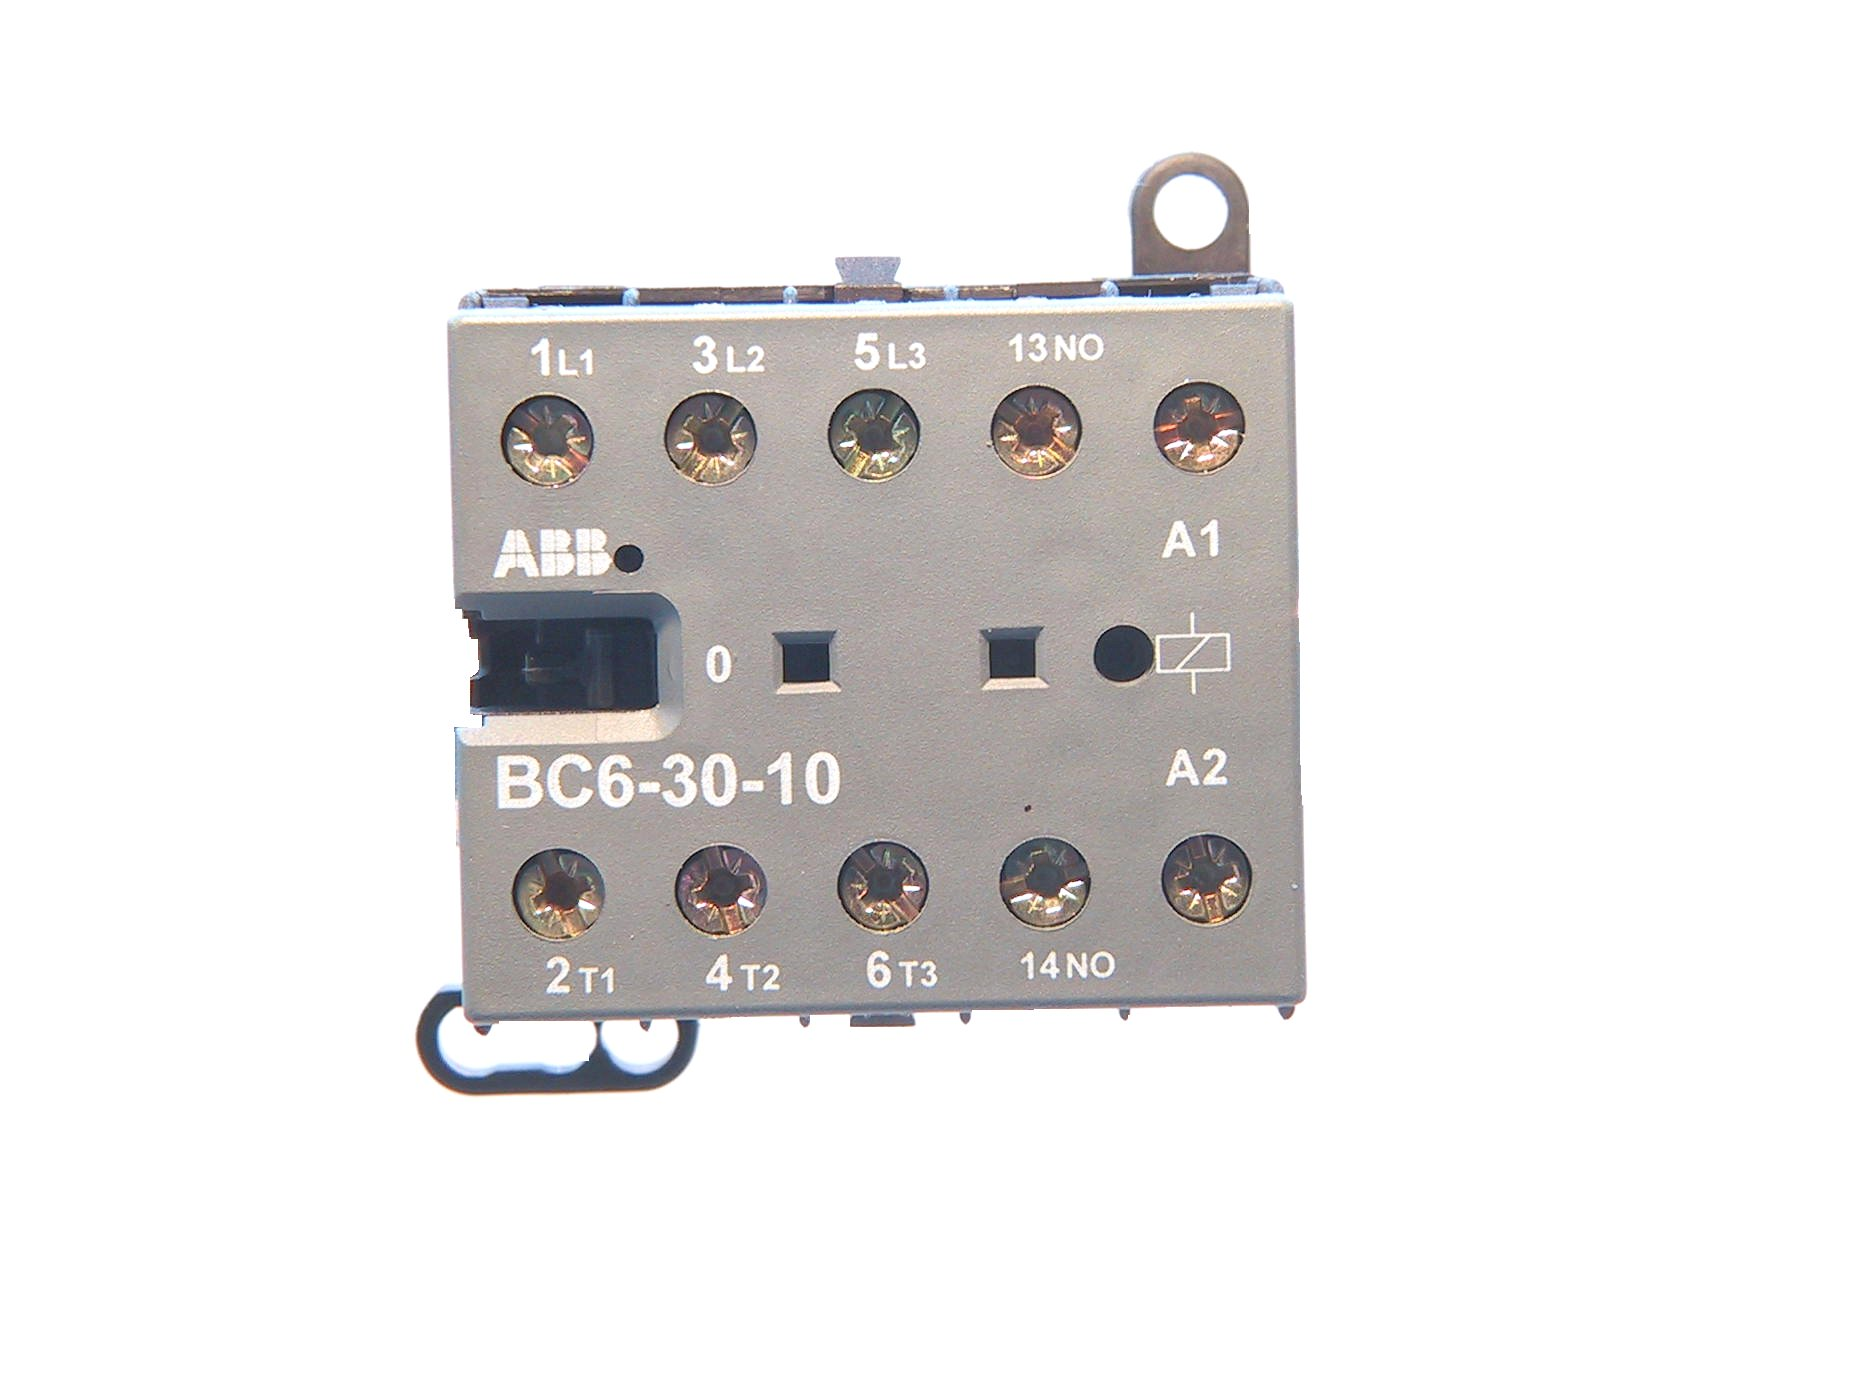 1L1 3L2 5L3 13NO
ABB
A1
0
BC6-30-10
A2
2T1 4T2 6T3 14NO